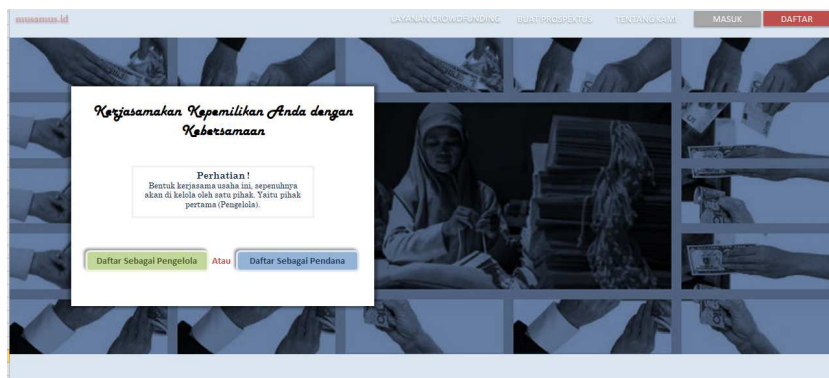 musamus.id
LAYANAN CROWDFUNDING BUAT PROSPEKTUS TENTANG KAMI MASUK DAFTAR
Kerjasamakan Kepemilikan Anda dengan
Kebersamaan
Perhatian !
Bentuk kerjasama usaha ini, sepenuhnya
akan di kelola oleh satu pihak. Yaitu pihak
pertama (Pengelola).
Daftar Sebagai Pengelola Atau Daftar Sebagai Pendana